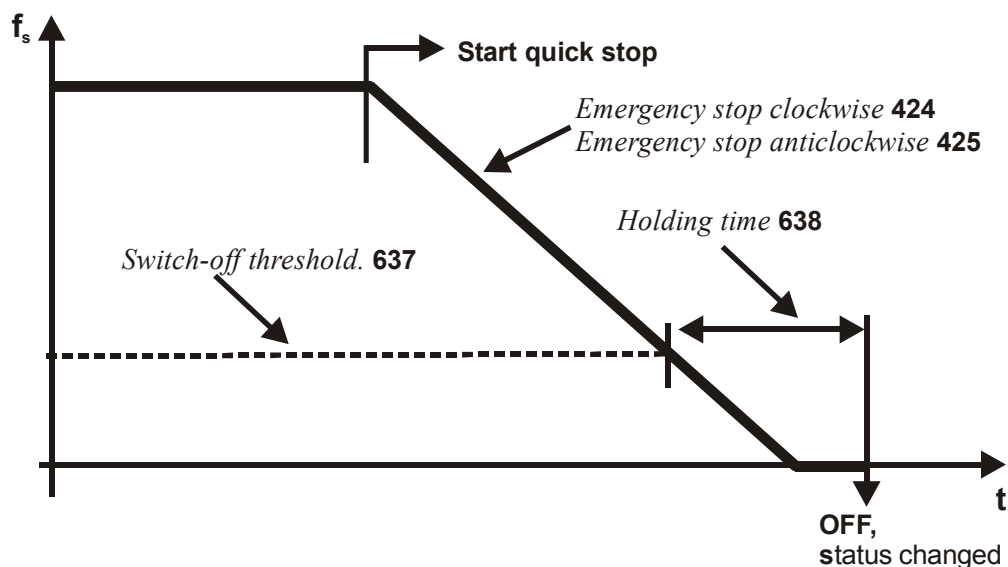 fs
Start quick stop
Emergency stop clockwise 424
Emergency stop anticlockwise 425
Holding time 638
Switch-off threshold. 637
t
OFF,
status changed